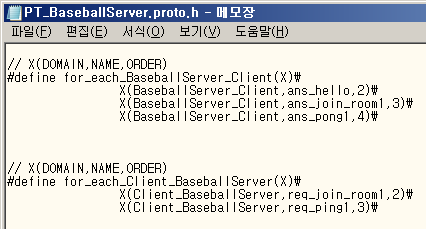 PT_BaseballServer.proto.h - 메모장
파일(F) 편집(E) 서식(O) 보기(V) 도움말(H)
// X(DOMAIN,NAME,ORDER)
#define for_each_BaseballServer_Client(X)₩
X(BaseballServer_Client,ans_hello,2)₩
X(BaseballServer_Client,ans_join_room1,3)₩
X(BaseballServer_Client,ans_pong1,4)₩
// X(DOMAIN,NAME,ORDER)
#define for_each_Client_BaseballServer(X)₩
X(Client_BaseballServer,req_join_room1,2)₩
X(Client_BaseballServer,req_ping1,3)₩